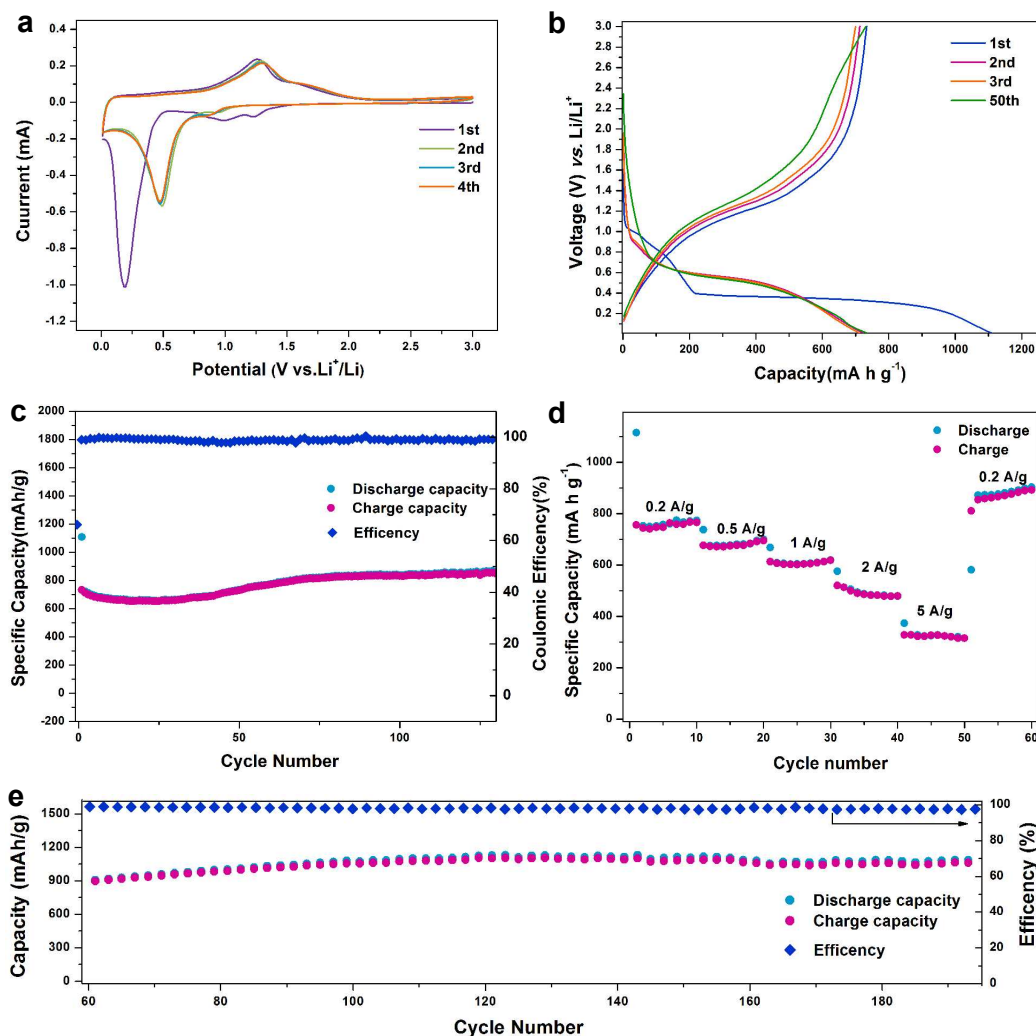 a
0.4
0.2
0.0
-0.2
-0.4
-0.6
-0.8
-1.0
-1.2
Cuurrent (mA)
1st
2nd
3rd
4th
0.0 0.5 1.0 1.5 2.0 2.5 3.0
Potential (V vs.Li+/Li)
b
3.0
2.8
2.6
2.4
2.2
2.0
1.8
1.6
1.4
1.2
1.0
0.8
0.6
0.4
0.2
Voltage (V) vs. Li/Li+
1st
2nd
3rd
50th
0 200 400 600 800 1000 1200
Capacity(mA h g-1)
c
2000
1800
1600
1400
1200
1000
800
600
400
200
0
-200
Specific Capacity(mAh/g)
Discharge capacity
Charge capacity
Efficency
100
80
60
40
20
0
Coulomic Efficency(%)
0 50 100
Cycle Number
d
1000
800
600
400
200
0
Specific Capacity (mA h g-1)
Discharge
Charge
0.2 A/g
0.5 A/g
1 A/g
2 A/g
5 A/g
0.2 A/g
0 10 20 30 40 50 60
Cycle number
e
1500
1200
900
600
300
0
Capacity (mAh/g)
Discharge capacity
Charge capacity
Efficency
100
80
60
40
20
0
Efficency (%)
60 80 100 120 140 160 180
Cycle Number